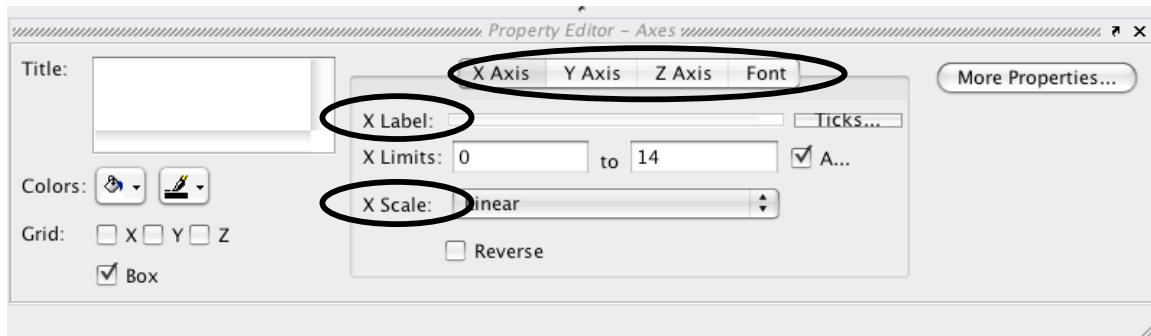 Property Editor – Axes
Title:
X Axis Y Axis Z Axis Font
More Properties...
X Label: Ticks...
X Limits: 0 to 14 A...
Colors:
X Scale: Linear
Grid: X Y Z
Reverse
Box